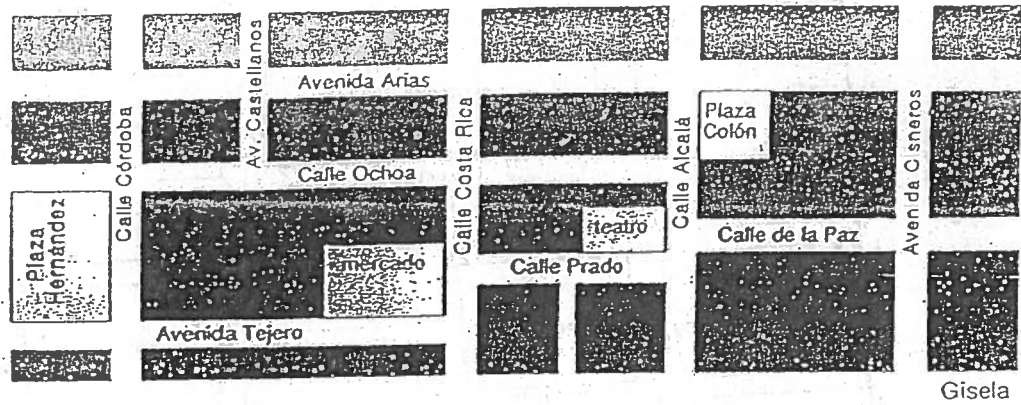 Avenida Arias
Av. Castellanos
Plaza
Colón
Calle Córdoba
Calle Costa Rica
Calle Alcalá
Avenida Cisneros
Calle Ochoa
Plaza
Hernández
teatro
Calle de la Paz
mercado
Calle Prado
Avenida Tejero
Gisela